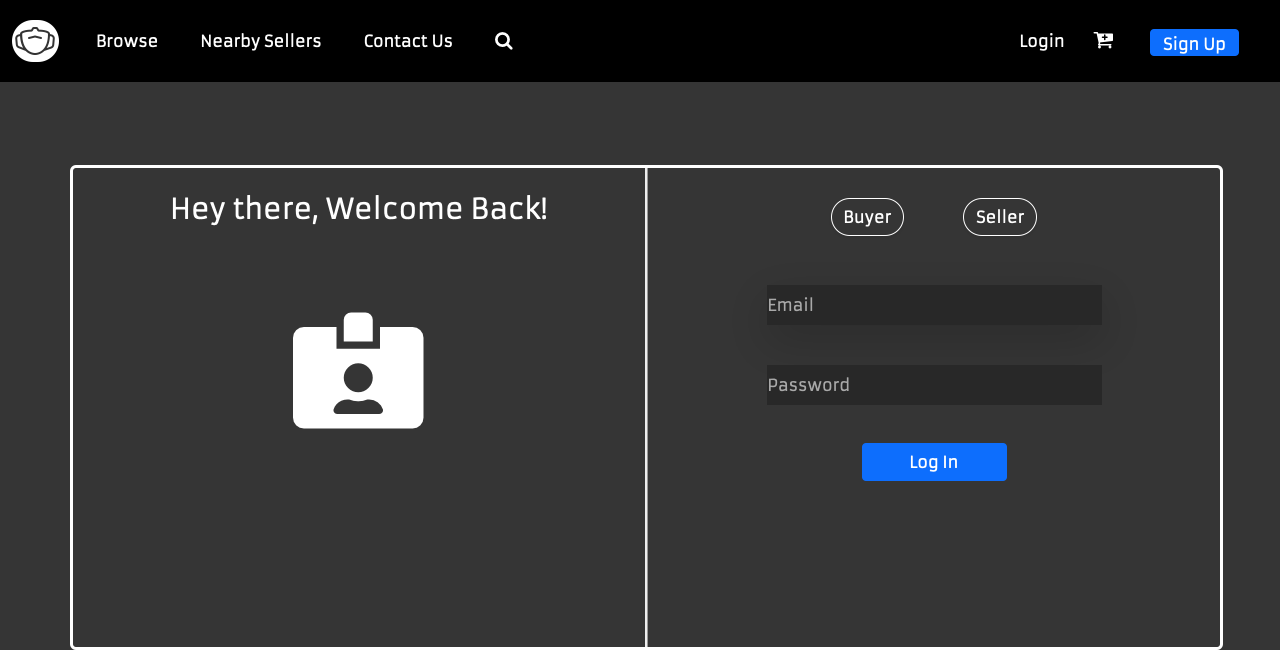 Browse Nearby Sellers Contact Us Login Sign Up
Hey there, Welcome Back!
Buyer Seller
Email
Password
Log In